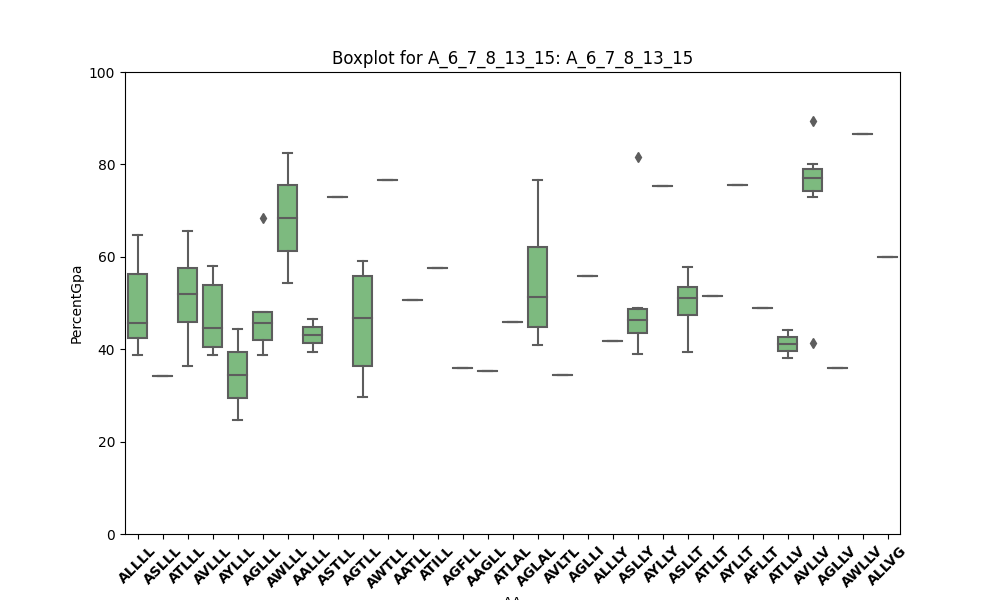 Boxplot for A_6_7_8_13_15: A_6_7_8_13_15
PercentGpa
100
80
60
40
20
0
ALLLL ASLLL ATLLL AVLLL AYLLL AGLLL AWLLL AALLL ASTLL AGTLL AWTLL AATLL ATILL AGFLL AAGLL ATLAL AGLAL AVLTL AGLLI ALLLY ASLLY AYLLY ASLLT ATLLT AYLLT AFLLT ATLLV AVLLV AGLLV AWLLV ALLVG